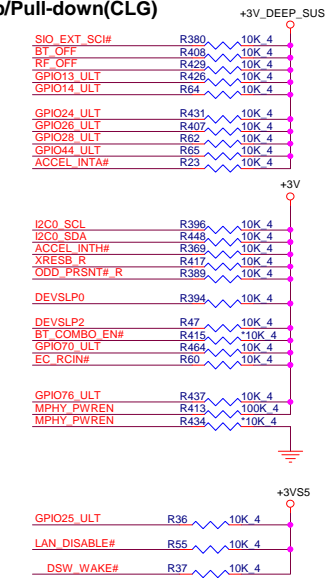 p/Pull-down(CLG)
+3V_DEEP_SUS
SIO_EXT_SCI# R380 10K_4
BT_OFF R408 10K_4
RF_OFF R429 10K_4
GPIO13_ULT R426 10K_4
GPIO14_ULT R64 10K_4
GPIO24_ULT R431 10K_4
GPIO26_ULT R407 10K_4
GPIO28_ULT R62 10K_4
GPIO44_ULT R65 10K_4
ACCEL_INTA# R23 10K_4
+3V
I2C0_SCL R396 10K_4
I2C0_SDA R448 10K_4
ACCEL_INTH# R369 10K_4
XRESB_R R417 10K_4
ODD_PRSNT#_R R389 10K_4
DEVSLP0 R394 10K_4
DEVSLP2 R47 10K_4
BT_COMBO_EN# R415 *10K_4
GPIO70_ULT R464 10K_4
EC_RCIN# R60 10K_4
GPIO76_ULT R437 10K_4
MPHY_PWREN R413 100K_4
MPHY_PWREN R434 *10K_4
+3VS5
GPIO25_ULT R36 10K_4
LAN_DISABLE# R55 10K_4
DSW_WAKE# R37 10K_4